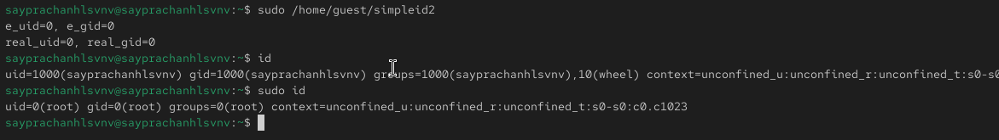 sayprachanhlsvnv@sayprachanhlsvnv:~$ sudo /home/guest/simpleid2
e_uid=0, e_gid=0
real_uid=0, real_gid=0
sayprachanhlsvnv@sayprachanhlsvnv:~$ id
uid=1000(sayprachanhlsvnv) gid=1000(sayprachanhlsvnv) groups=1000(sayprachanhlsvnv),10(wheel) context=unconfined_u:unconfined_r:unconfined_t:s0-s0
sayprachanhlsvnv@sayprachanhlsvnv:~$ sudo id
uid=0(root) gid=0(root) groups=0(root) context=unconfined_u:unconfined_r:unconfined_t:s0-s0:c0.c1023
sayprachanhlsvnv@sayprachanhlsvnv:~$